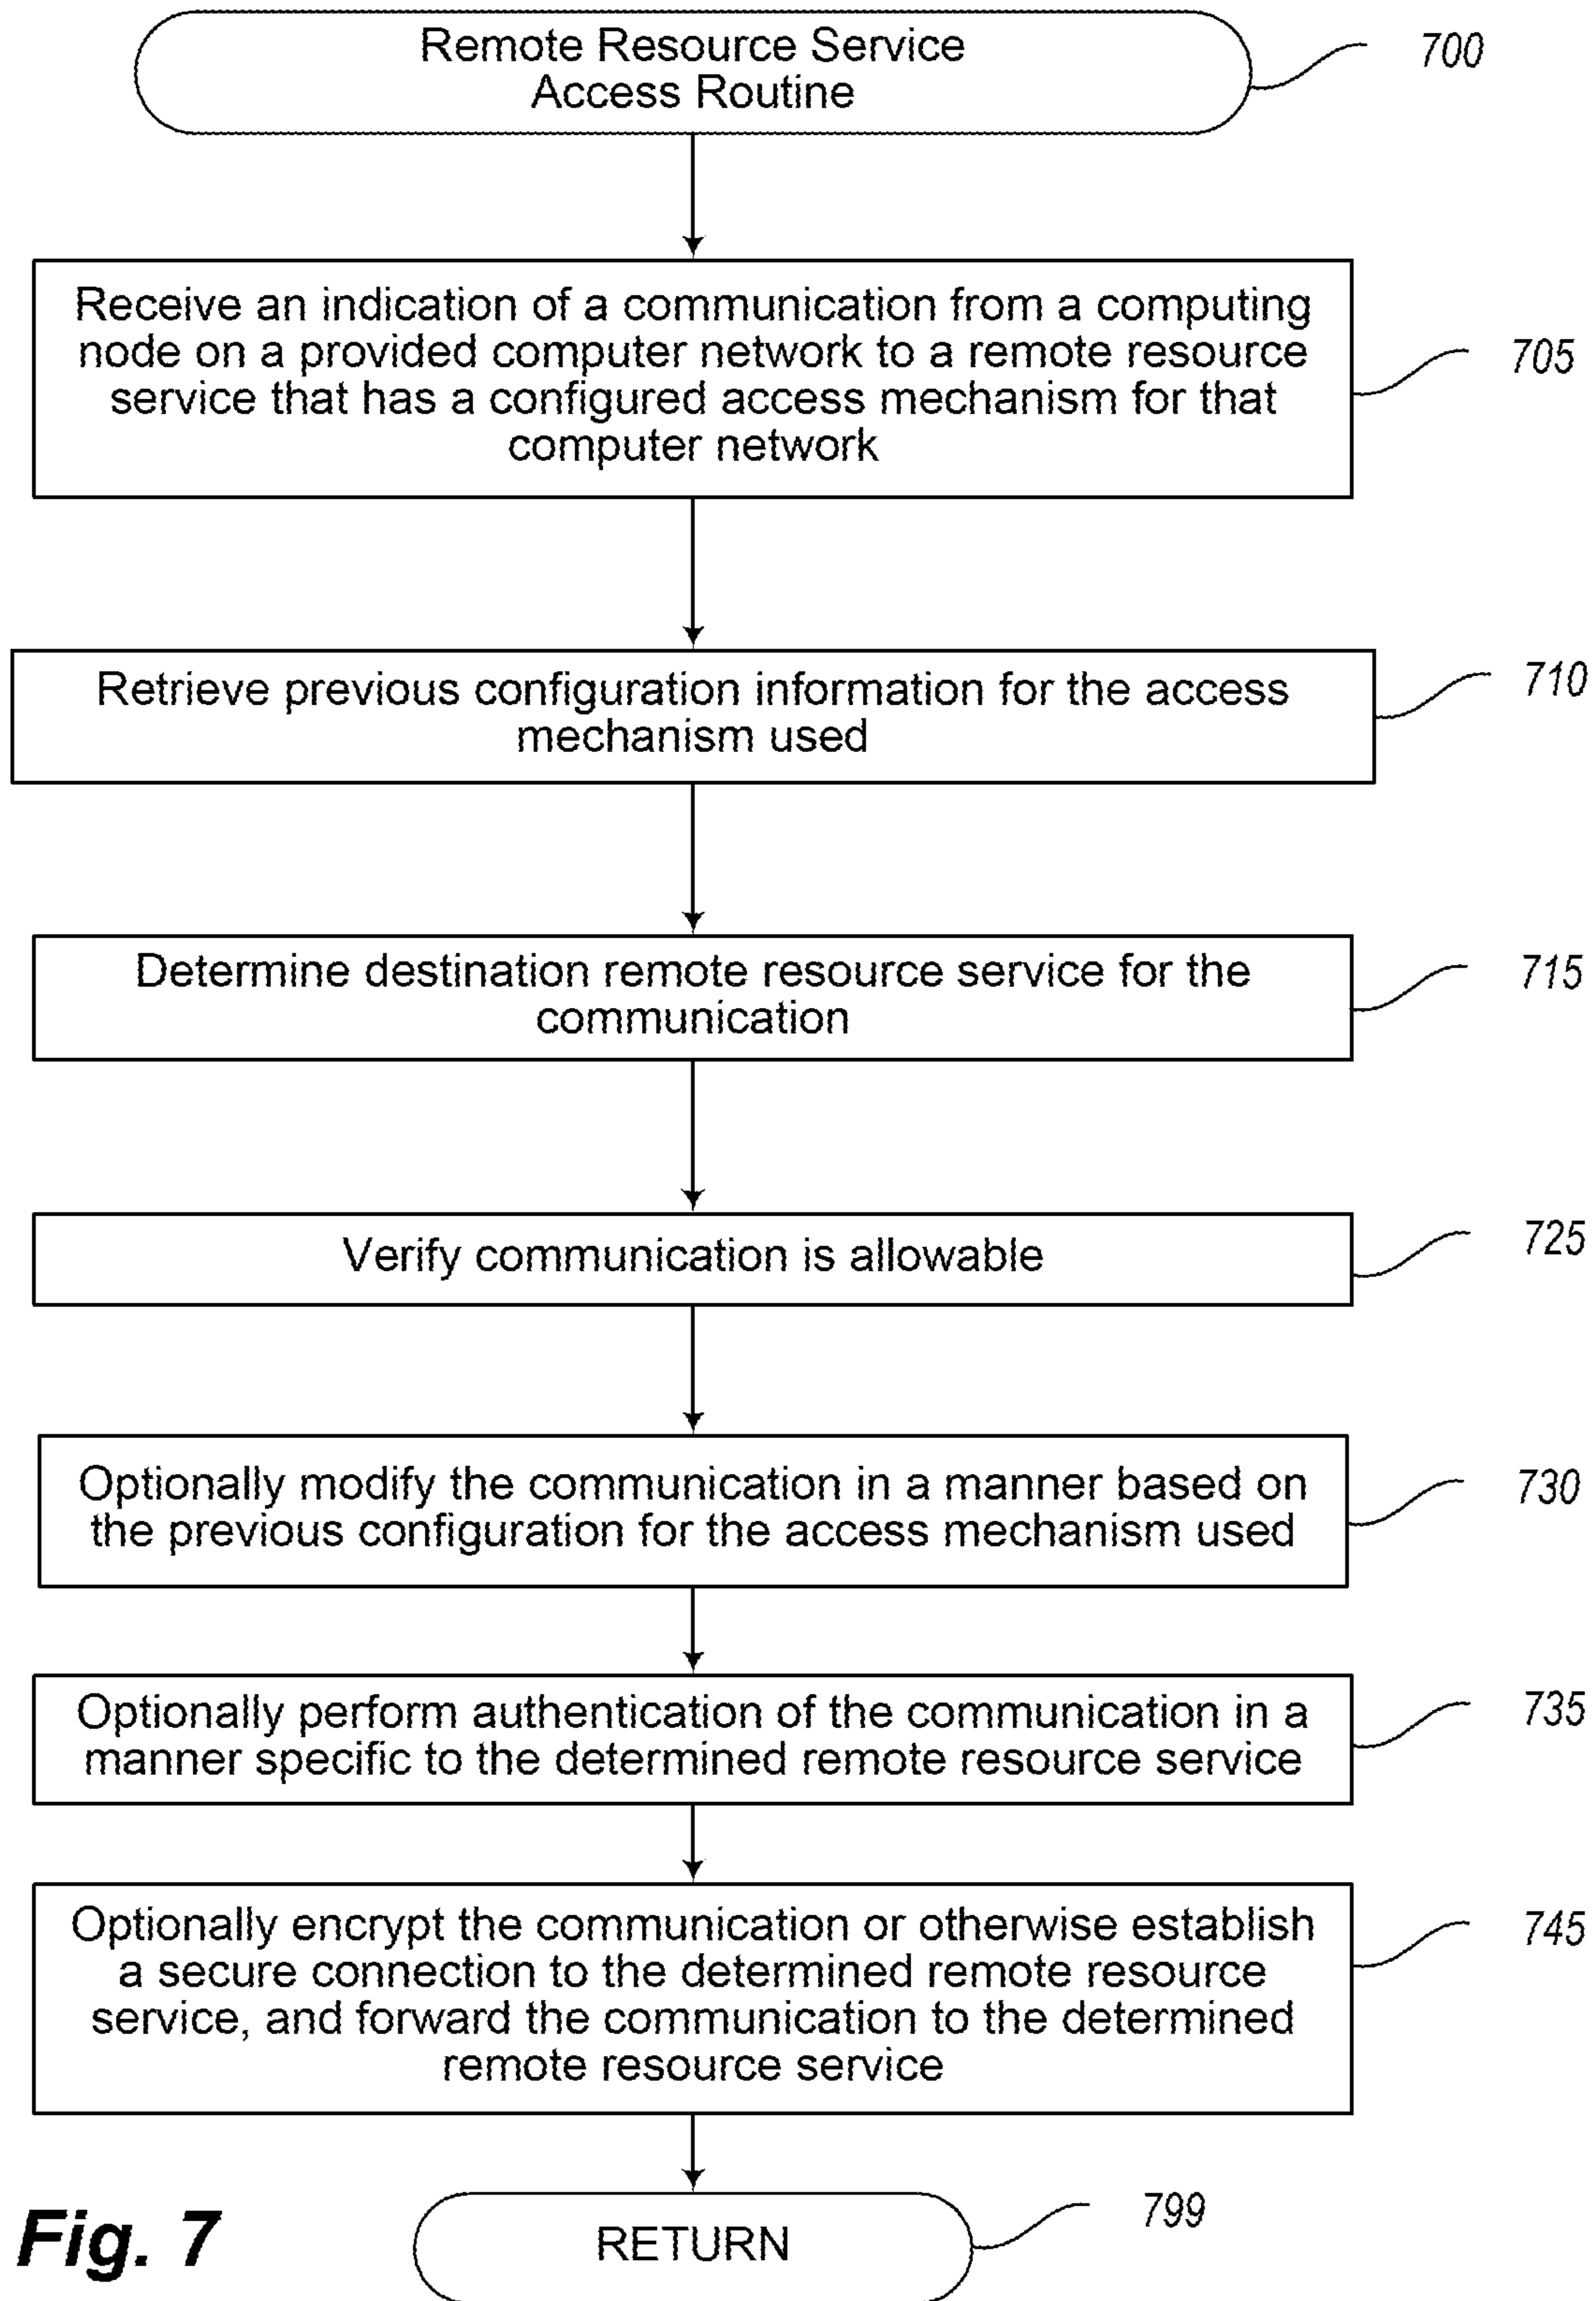 Remote Resource Service
Access Routine
700
Receive an indication of a communication from a computing
node on a provided computer network to a remote resource
service that has a configured access mechanism for that
computer network
705
Retrieve previous configuration information for the access
mechanism used
710
Determine destination remote resource service for the
communication
715
Verify communication is allowable
725
Optionally modify the communication in a manner based on
the previous configuration for the access mechanism used
730
Optionally perform authentication of the communication in a
manner specific to the determined remote resource service
735
Optionally encrypt the communication or otherwise establish
a secure connection to the determined remote resource
service, and forward the communication to the determined
remote resource service
745
RETURN
799
Fig. 7